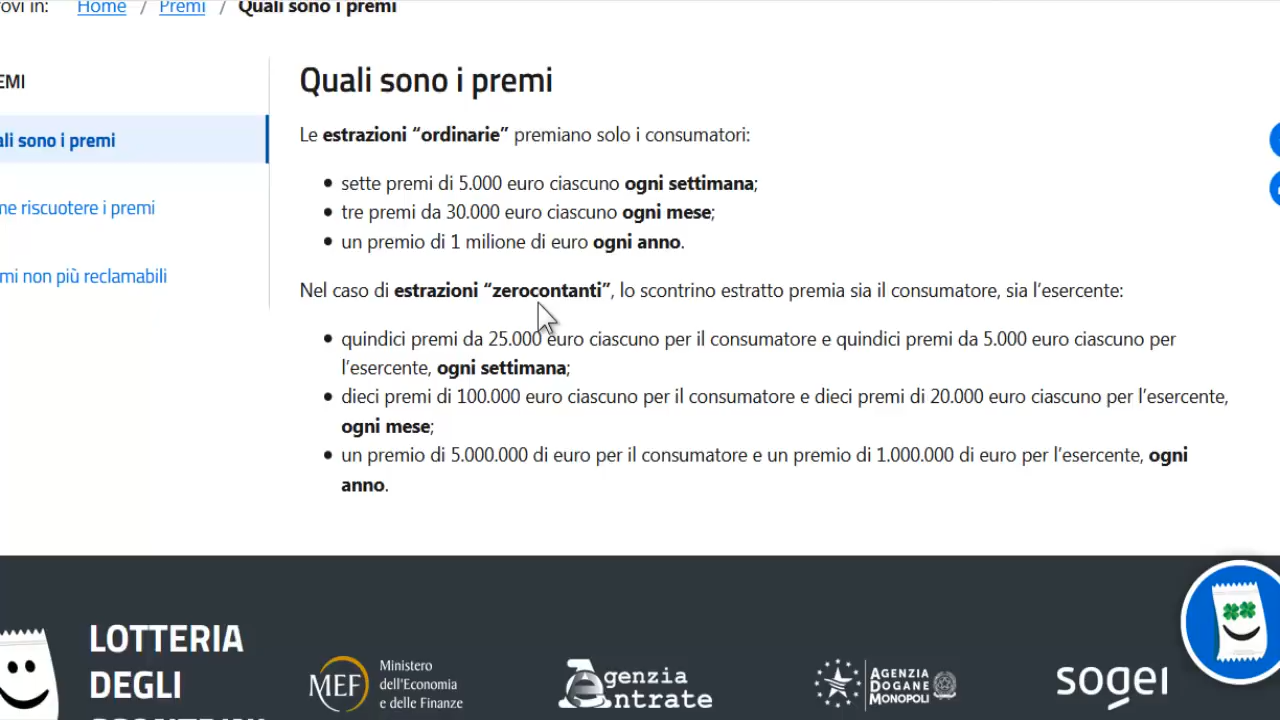 Home / Premi / Quali sono i premi
Quali sono i premi
Le estrazioni “ordinarie” premiano solo i consumatori:
sono i premi
sette premi di 5.000 euro ciascuno ogni settimana;
riscuotere i premi
tre premi da 30.000 euro ciascuno ogni mese;
un premio di 1 milione di euro ogni anno.
non più reclamabili
Nel caso di estrazioni “zerocontanti”, lo scontrino estratto premia sia il consumatore, sia l’esercente:
quindici premi da 25.000 euro ciascuno per il consumatore e quindici premi da 5.000 euro ciascuno per
l’esercente, ogni settimana;
dieci premi di 100.000 euro ciascuno per il consumatore e dieci premi di 20.000 euro ciascuno per l’esercente,
ogni mese;
un premio di 5.000.000 di euro per il consumatore e un premio di 1.000.000 di euro per l’esercente, ogni
anno.
LOTTERIA
DEGLI
MEF
Ministero
dell'Economia
e delle Finanze
Agenzia
Entrate
AGENZIA
DOGANE
MONOPOLI
sogei